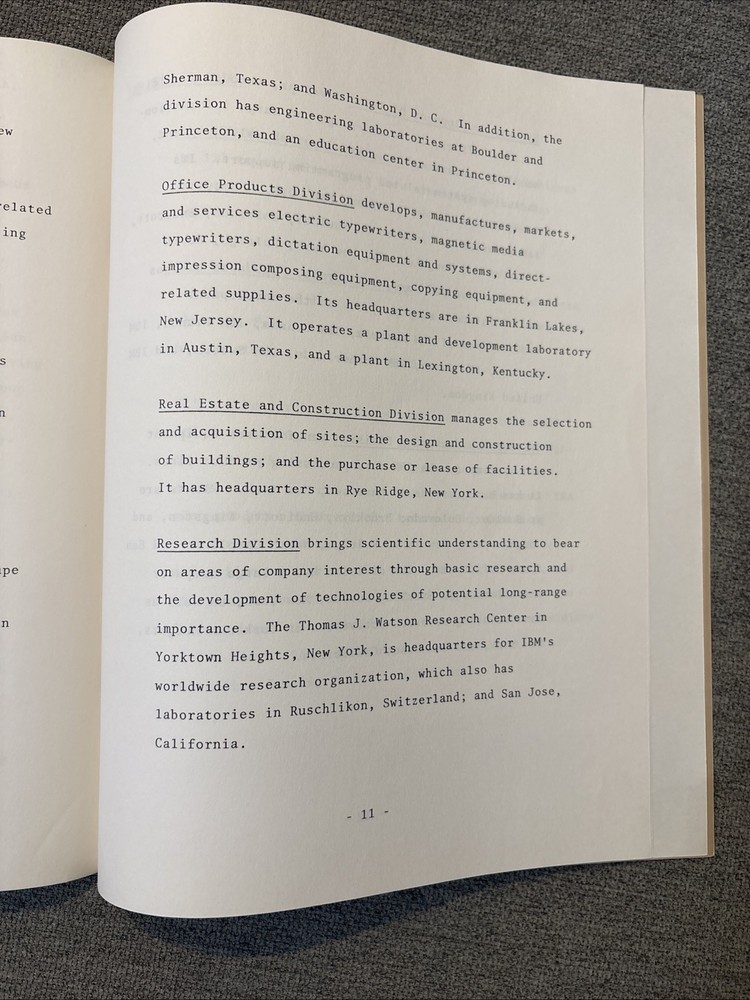 ew
elated
ing
s
n
ape
n
Sherman, Texas; and Washington, D. C. In addition, the
division has engineering laboratories at Boulder and
Princeton, and an education center in Princeton.
Office Products Division develops, manufactures, markets,
and services electric typewriters, magnetic media
typewriters, dictation equipment and systems, direct-
impression composing equipment, copying equipment, and
related supplies. Its headquarters are in Franklin Lakes,
New Jersey. It operates a plant and development laboratory
in Austin, Texas, and a plant in Lexington, Kentucky.
Real Estate and Construction Division manages the selection
and acquisition of sites; the design and construction
of buildings; and the purchase or lease of facilities.
It has headquarters in Rye Ridge, New York.
Research Division brings scientific understanding to bear
on areas of company interest through basic research and
the development of technologies of potential long-range
importance. The Thomas J. Watson Research Center in
Yorktown Heights, New York, is headquarters for IBM's
worldwide research organization, which also has
laboratories in Ruschlikon, Switzerland; and San Jose,
California.
- 11 -